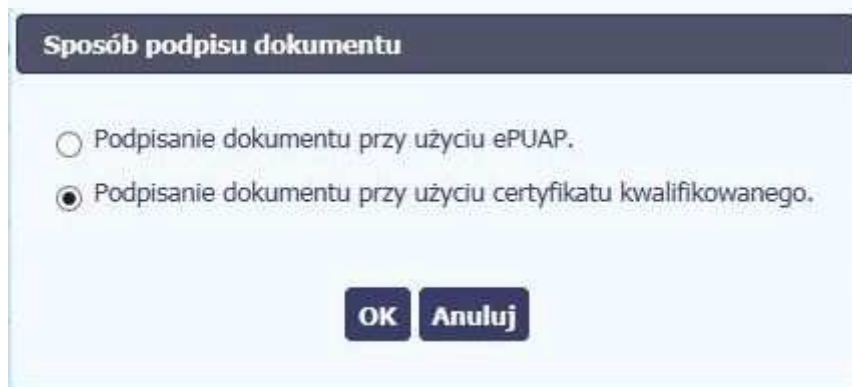 Sposób podpisu dokumentu
Podpisanie dokumentu przy użyciu ePUAP.
Podpisanie dokumentu przy użyciu certyfikatu kwalifikowanego.
OK Anuluj